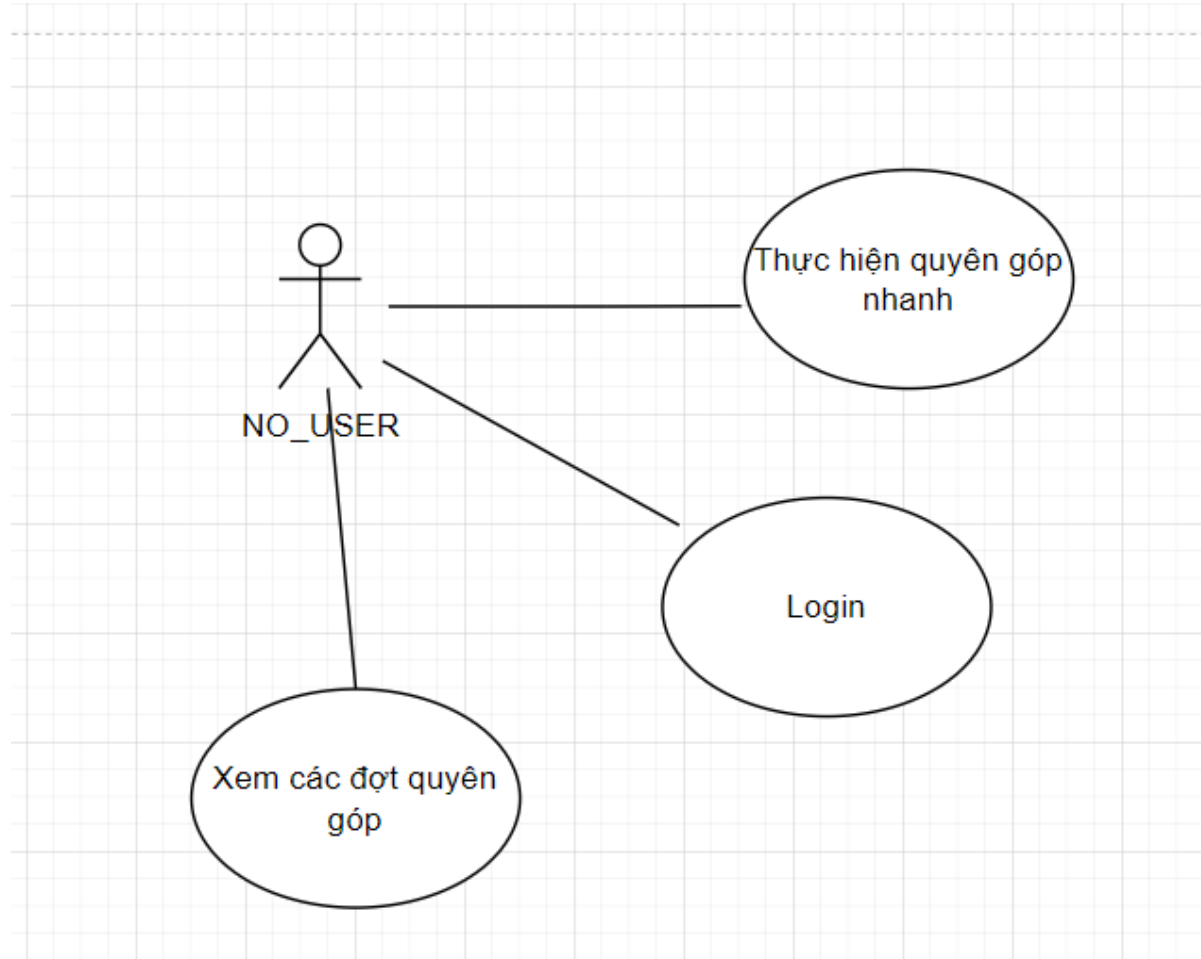 Thực hiện quyên góp
nhanh
NO_USER
Login
Xem các đợt quyên
góp